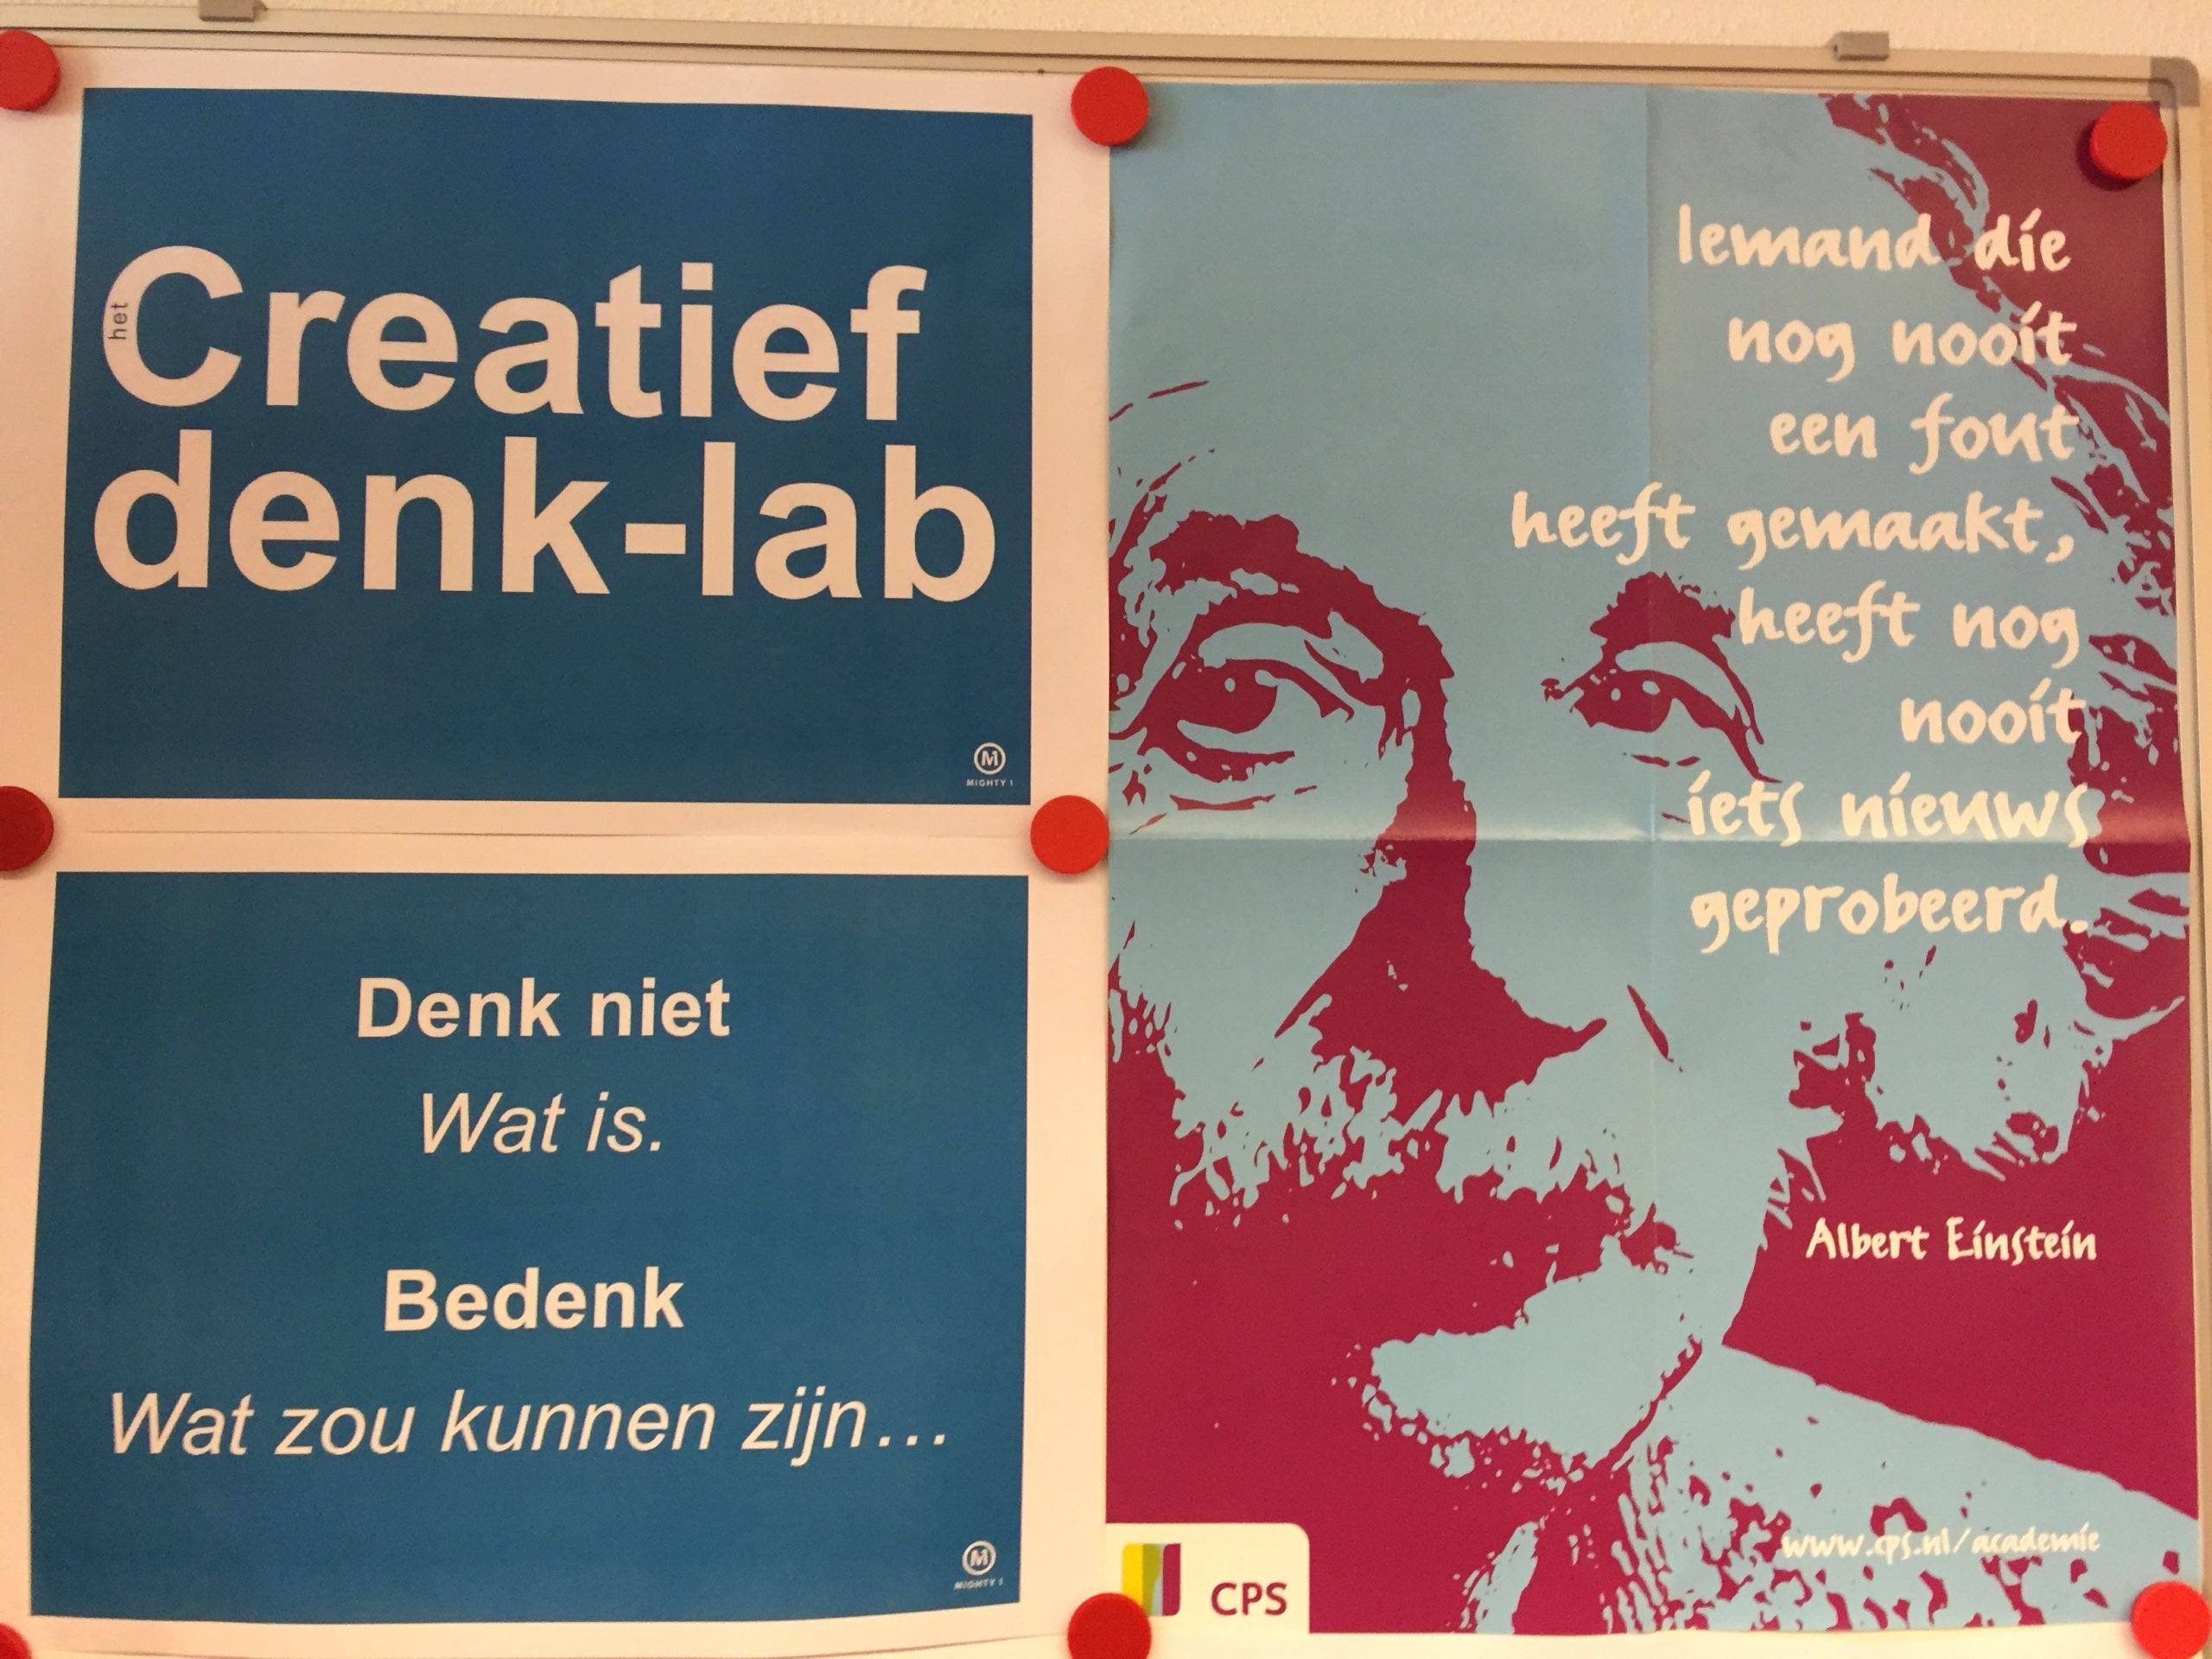 het
Creatief
denk-lab
M
MIGHTY 1
Denk niet
Wat is.
Bedenk
Wat zou kunnen zijn...
M
MIGHTY 1
Iemand die
nog nooit
een fout
heeft gemaakt,
heeft nog
nooit
iets nieuws
geprobeerd.
Albert Einstein
www.cps.nl/academie
CPS